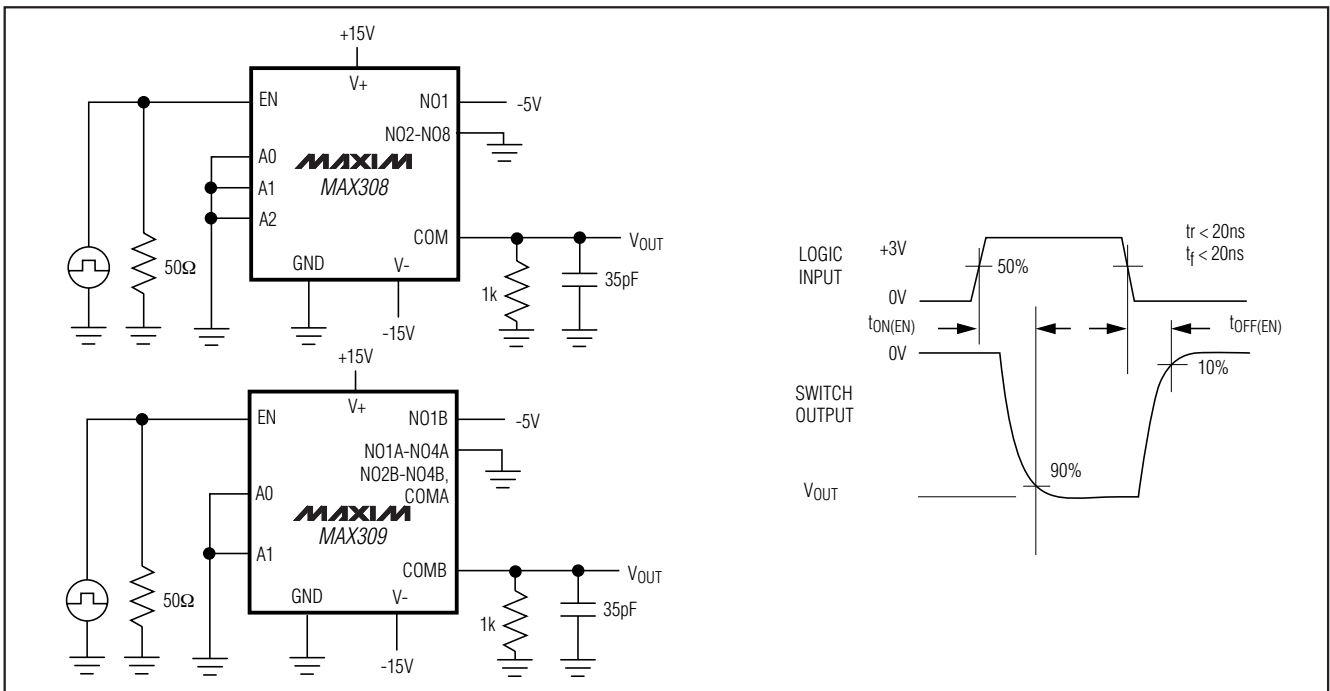 +15V
V+
EN
NO1
-5V
NO2-NO8
A0
MAXIM
A1
MAX308
A2
COM
VOUT
50Ω
GND
V-
1k
35pF
-15V
+15V
V+
EN
NO1B
-5V
NO1A-NO4A
NO2B-NO4B,
COMA
A0
MAXIM
MAX309
A1
COMB
VOUT
50Ω
GND
V-
1k
35pF
-15V
LOGIC
INPUT
+3V
50%
tr < 20ns
tf < 20ns
0V
tON(EN)
tOFF(EN)
0V
10%
SWITCH
OUTPUT
90%
VOUT